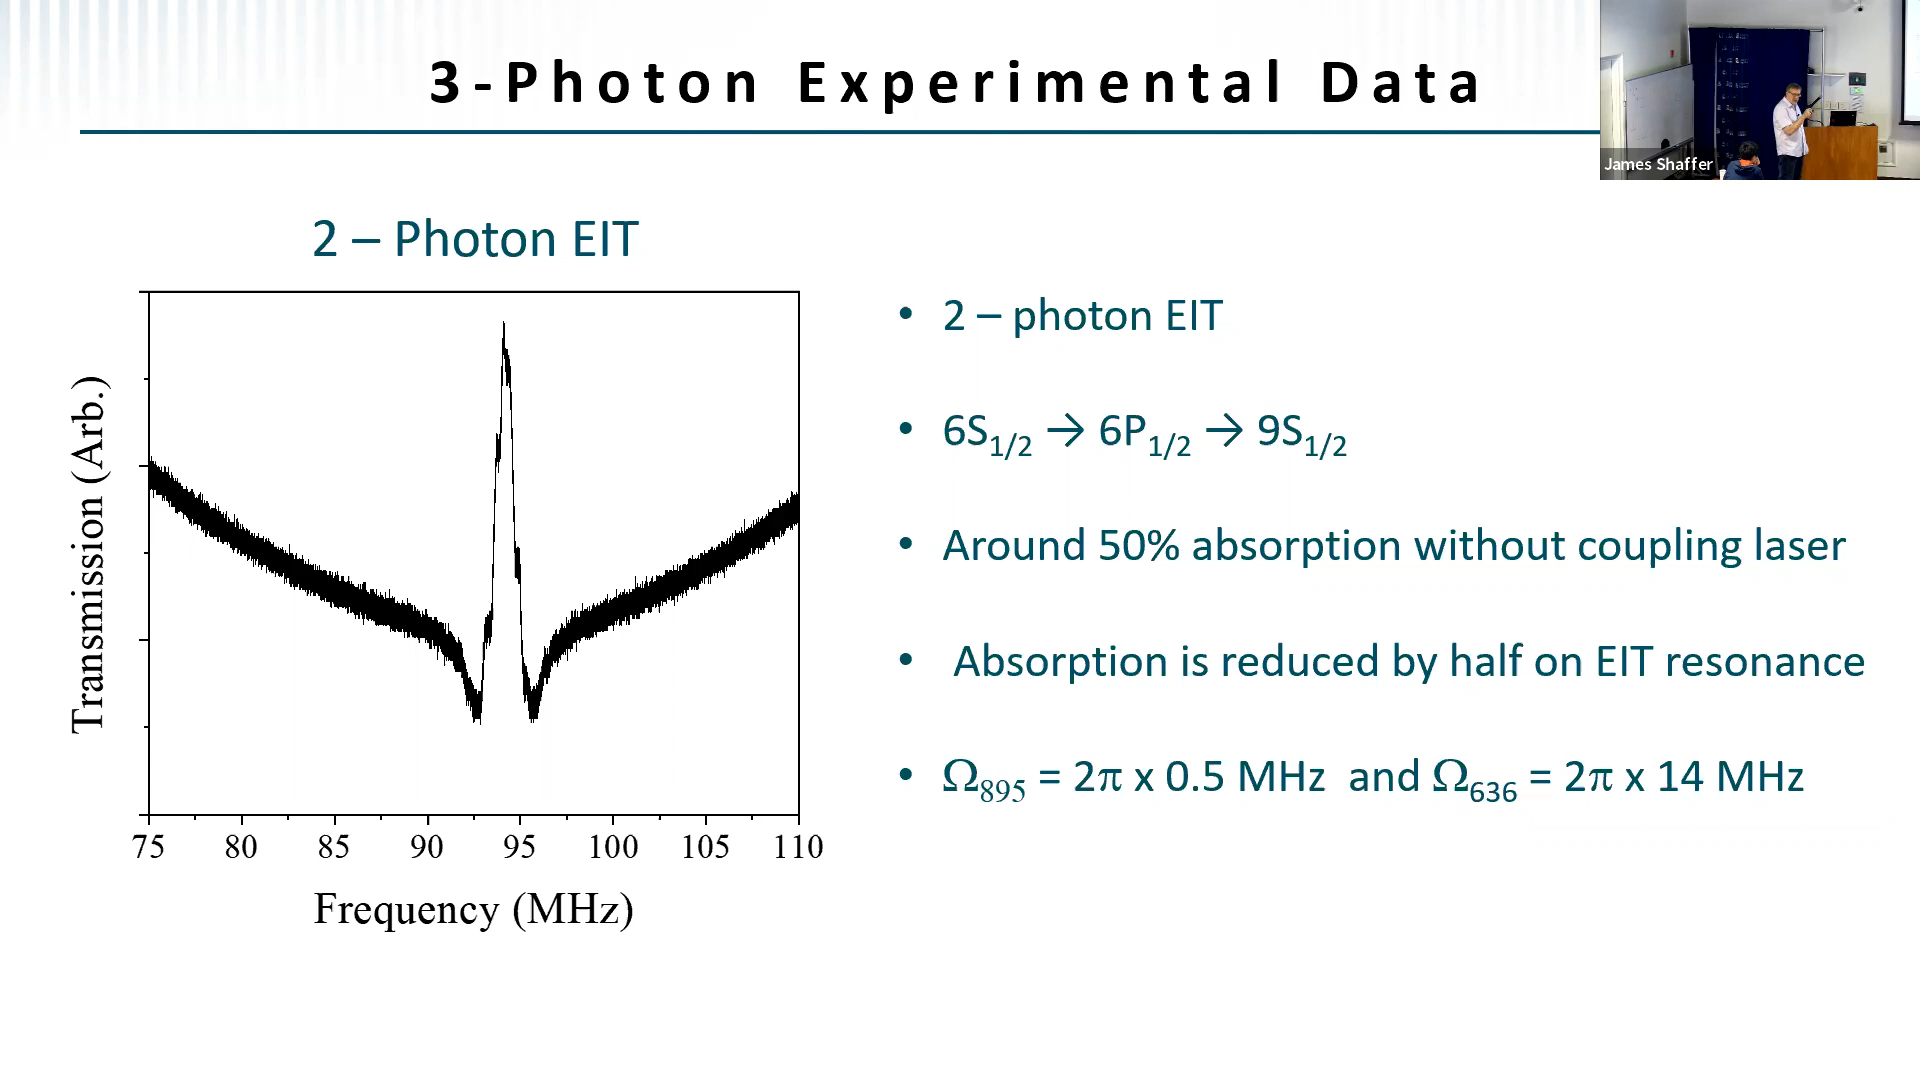 3-Photon Experimental Data
James Shaffer
2 – Photon EIT
Transmission (Arb.)
75 80 85 90 95 100 105 110
Frequency (MHz)
• 2 – photon EIT
• 6S1/2 → 6P1/2 → 9S1/2
• Around 50% absorption without coupling laser
• Absorption is reduced by half on EIT resonance
• Ω895 = 2π x 0.5 MHz and Ω636 = 2π x 14 MHz